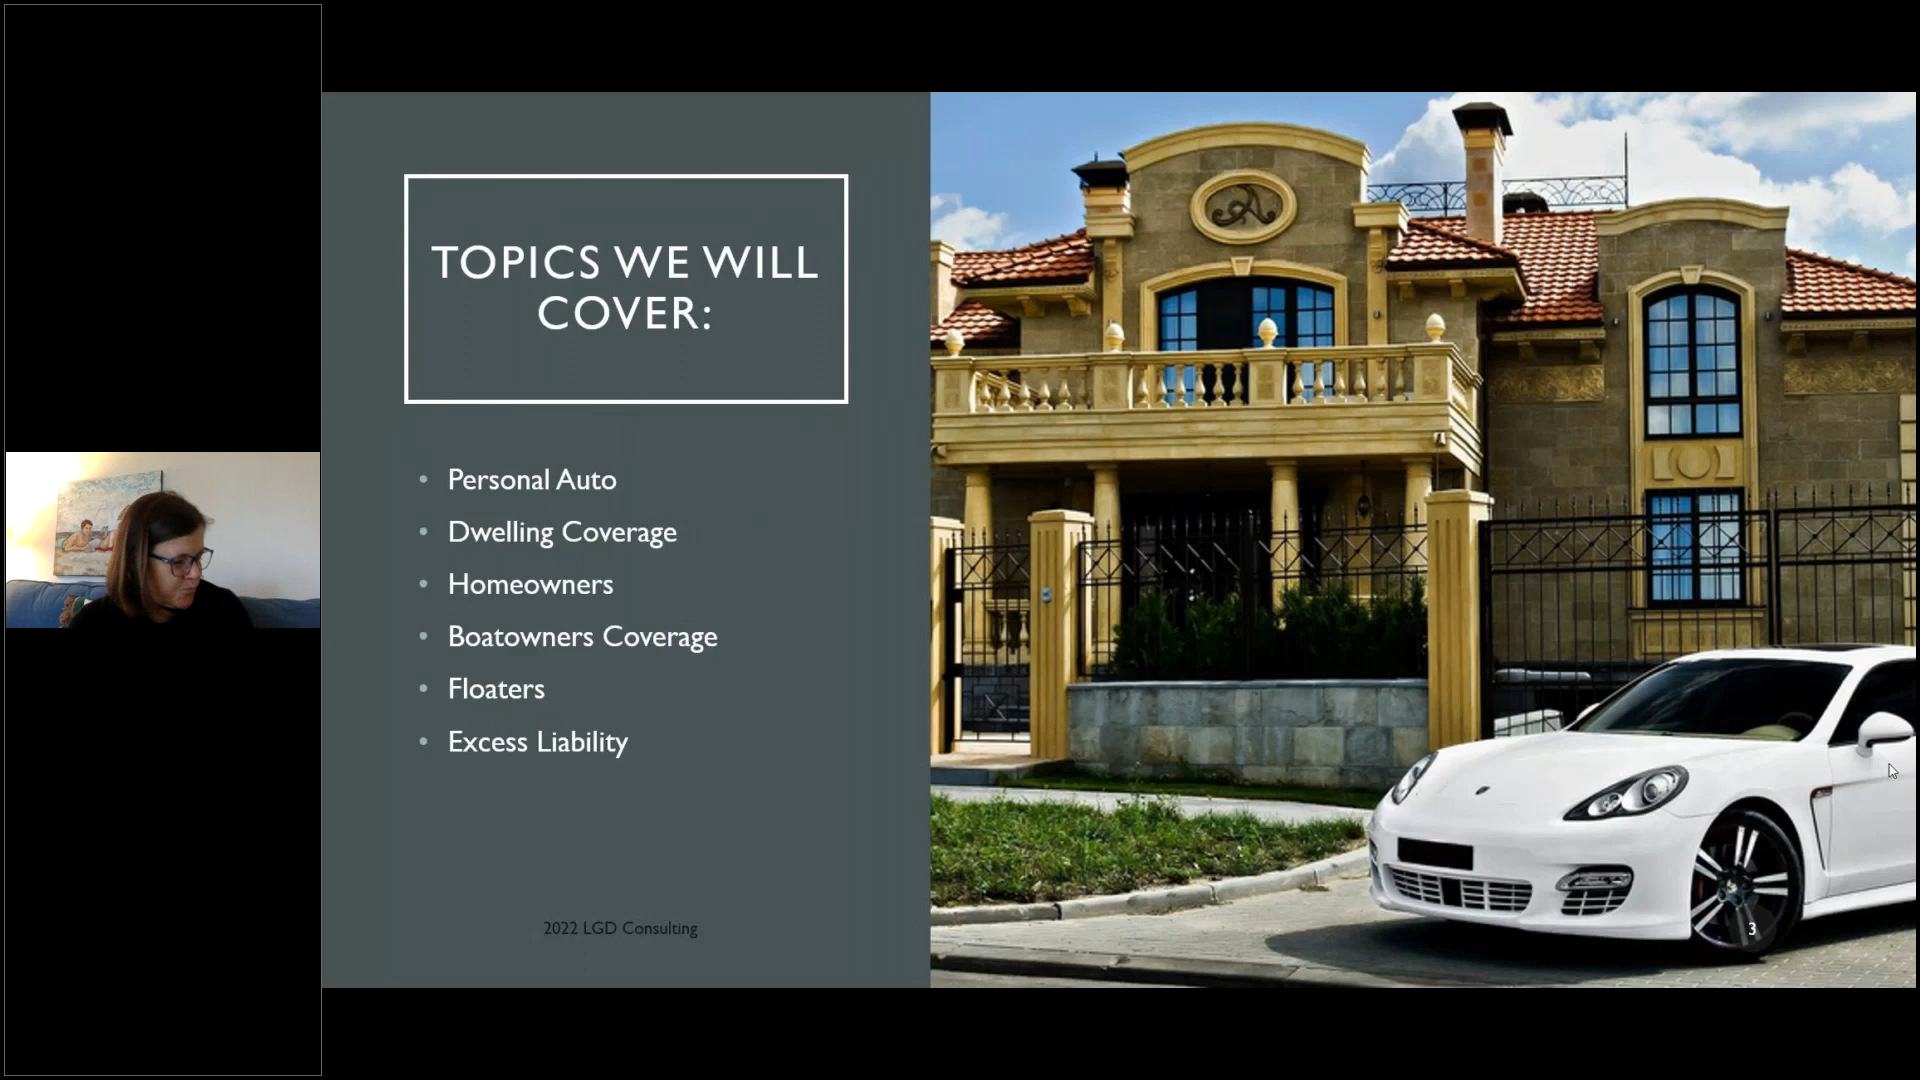 TOPICS WE WILL
COVER:
• Personal Auto
• Dwelling Coverage
• Homeowners
• Boatowners Coverage
• Floaters
• Excess Liability
2022 LGD Consulting
A
3